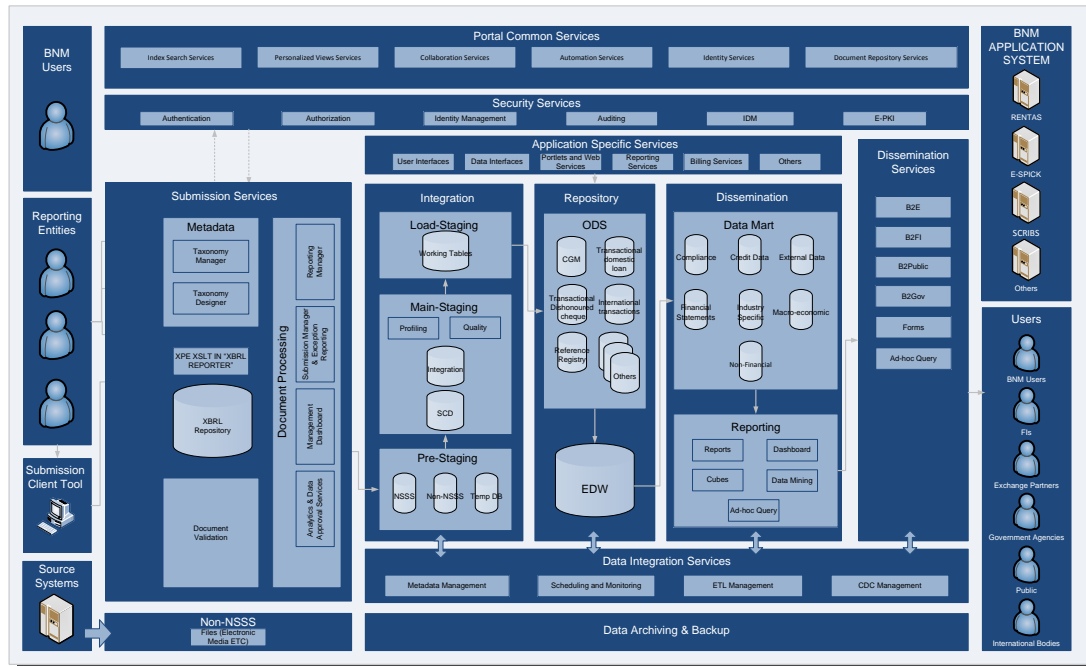 BNM
Users
Portal Common Services
Index Search Services
Personalized Views Services
Collaboration Services
Automation Services
Identity Services
Document Repository Services
Security Services
Authentication
Authorization
Identity Management
Auditing
IDM
E-PKI
BNM
APPLICATION
SYSTEM
RENTAS
E-SPICK
SCRIBS
Others
Reporting
Entities
Submission
Client Tool
Source
Systems
Submission Services
Metadata
Taxonomy
Manager
Taxonomy
Designer
XPE XSLT IN "XBRL
REPORTER"
XBRL
Repository
Document
Validation
Document Processing
Reporting
Manager
Submission Manager
& Exception
Reporting
Management
Dashboard
Analytics & Data
Approval Services
Non-NSSS
Files (Electronic
Media ETC)
Application Specific Services
User Interfaces
Data Interfaces
Portlets and Web
Services
Reporting
Services
Billing Services
Others
Integration
Load-Staging
Working Tables
Main-Staging
Profiling
Quality
Integration
SCD
Pre-Staging
NSSS
Non-NSSS
Temp DB
Repository
ODS
CGM
Transactional
domestic
loan
Transactional
Dishonoured
cheque
International
transactions
Reference
Registry
Others
EDW
Dissemination
Data Mart
Compliance
Credit Data
External Data
Financial
Statements
Industry
Specific
Macro-economic
Non-Financial
Reporting
Reports
Dashboard
Cubes
Data Mining
Ad-hoc Query
Dissemination
Services
B2E
B2FI
B2Public
B2Gov
Forms
Ad-hoc Query
Data Integration Services
Metadata Management
Scheduling and Monitoring
ETL Management
CDC Management
Data Archiving & Backup
Users
BNM Users
FIs
Exchange Partners
Government Agencies
Public
International Bodies